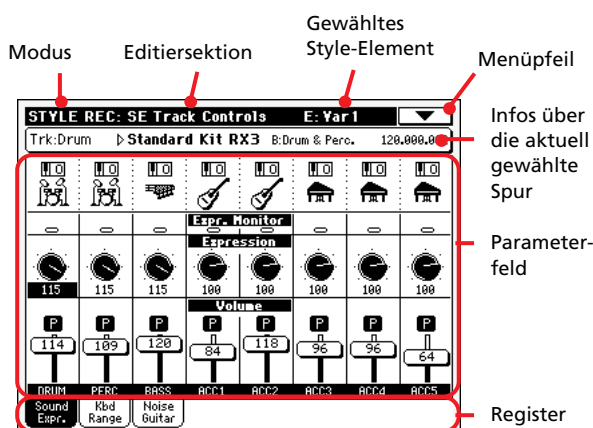 Gewähltes
Modus Editiersektion Style-Element Menüpfeil
STYLE REC: SE Track Controls E: Var1
Trk:Drum ▷Standard Kit RX3 B:Drum & Perc.
Infos über
die aktuell
gewählte
Spur
Expr. Monitor
Expression
115 115 115 100 100 100 100 100
Parameter-
feld
Volume
P P P P P P P P
114 109 120 84 118 96 96 64
DRUM PERC BASS ACC1 ACC2 ACC3 ACC4 ACC5
Sound Kbd Noise
Expr. Range Guitar
Register